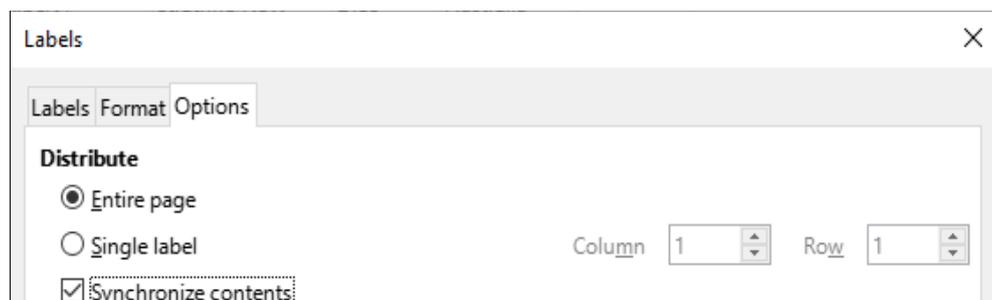 Labels
Labels Format Options
Distribute
Entire page
Single label Column 1 Row 1
Synchronize contents